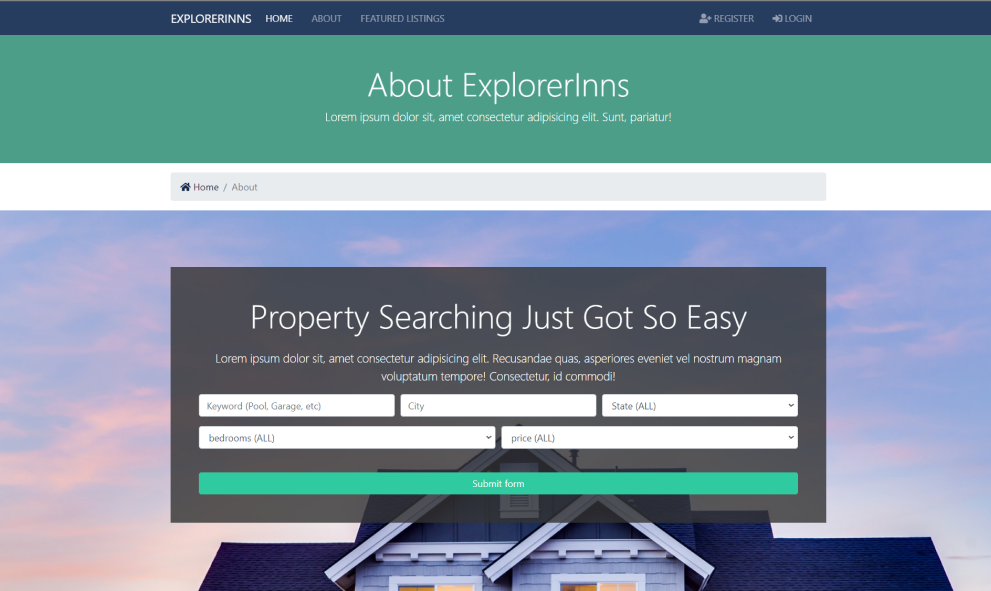 EXPLORERINNS HOME ABOUT FEATURED LISTINGS REGISTER LOGIN
About ExplorerInns
Lorem ipsum dolor sit, amet consectetur adipisicing elit. Sunt, pariatur!
Home / About
Property Searching Just Got So Easy
Lorem ipsum dolor sit, amet consectetur adipisicing elit. Recusandae quas, asperiores eveniet vel nostrum magnam
voluptatum tempore! Consectetur, id commodi!
Keyword (Pool, Garage, etc) City State (ALL)
bedrooms (ALL) price (ALL)
Submit form